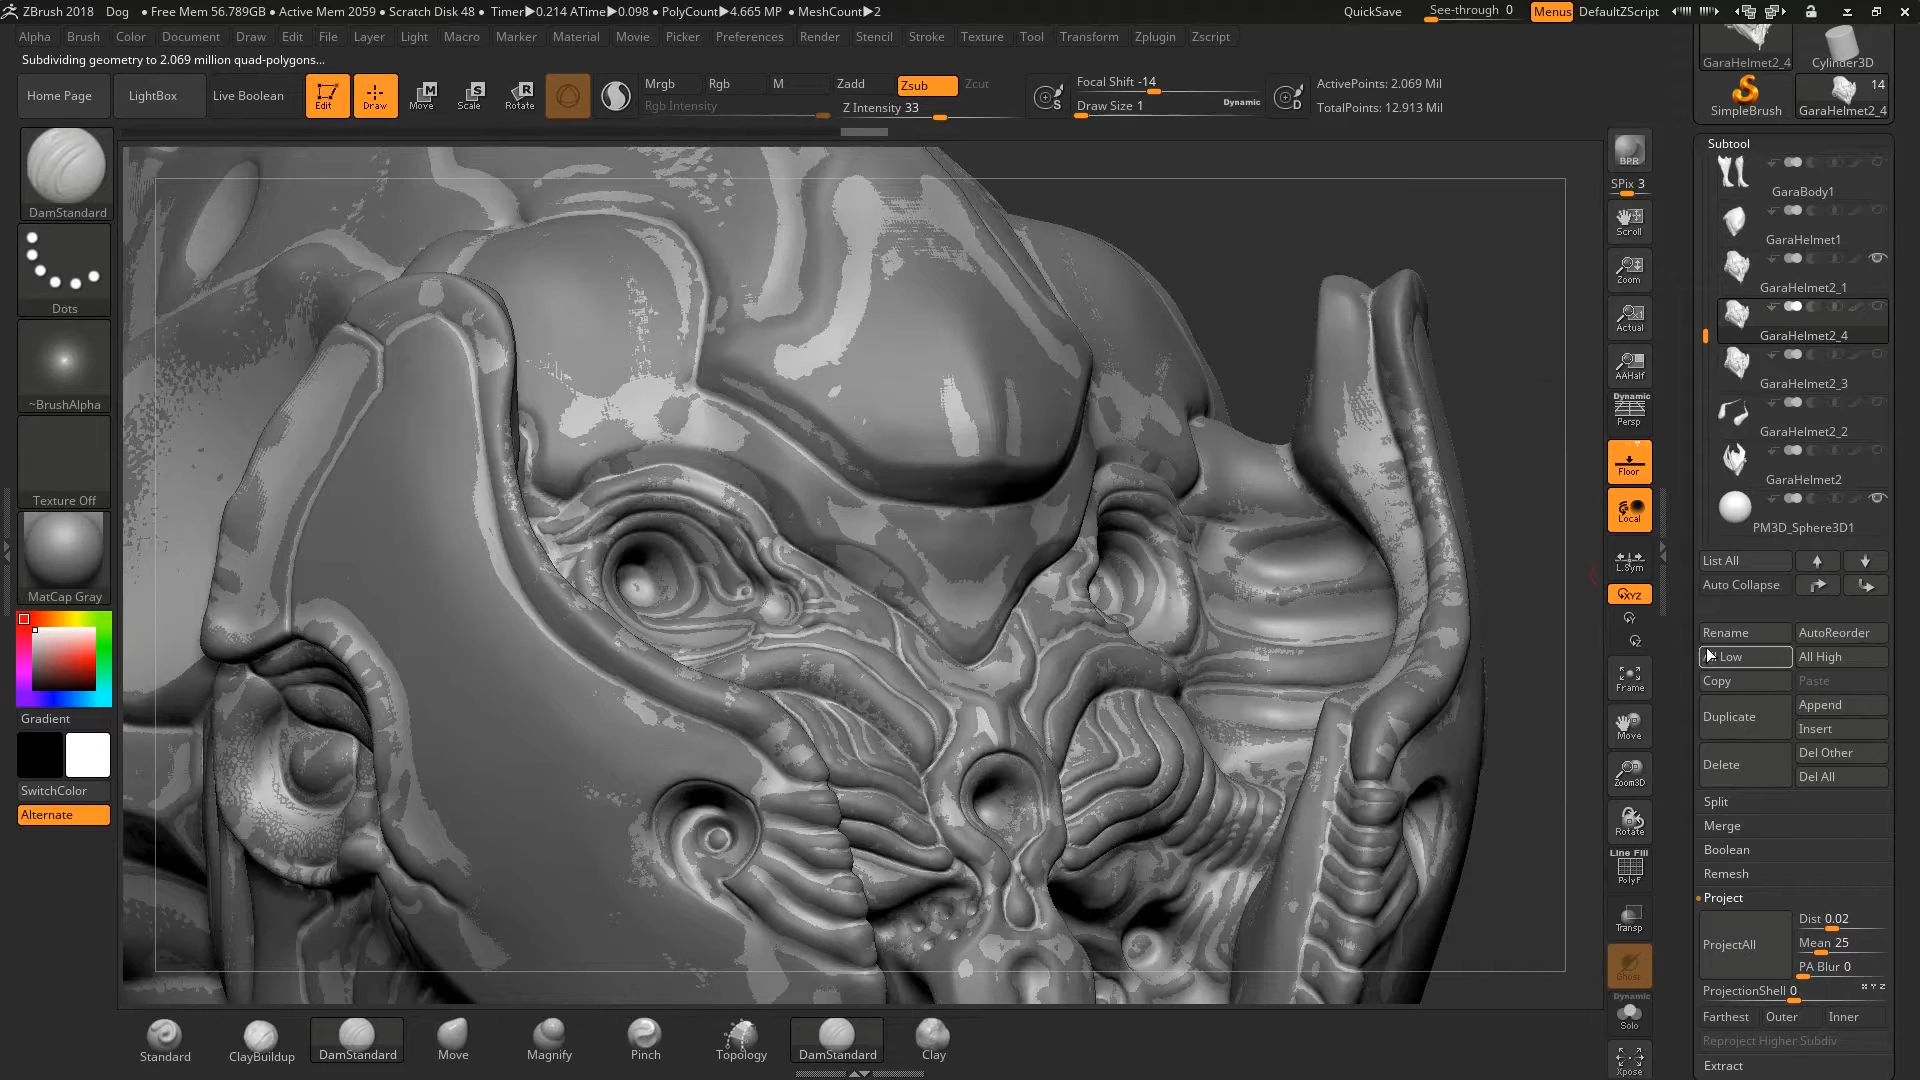 ZBrush 2018 Dog • Free Mem 56.789GB • Active Mem 2059 • Scratch Disk 48 • Timer▶0.214 ATime▶0.098 • PolyCount▶4.665 MP • MeshCount▶2 QuickSave See-through 0 Menus DefaultZScript
Alpha Brush Color Document Draw Edit File Layer Light Macro Marker Material Movie Picker Preferences Render Stencil Stroke Texture Tool Transform Zplugin Zscript
Subdividing geometry to 2.069 million quad-polygons...
Home Page LightBox Live Boolean Edit Draw Move Scale Rotate
Mrgb Rgb M Zadd Zsub Zcut
Rgb Intensity Z Intensity 33
Focal Shift -14
Draw Size 1 Dynamic
ActivePoints: 2.069 Mil
TotalPoints: 12.913 Mil
DamStandard
Dots
~BrushAlpha
Texture Off
MatCap Gray
Gradient
SwitchColor
Alternate
Standard ClayBuildup DamStandard Move Magnify Pinch Topology DamStandard Clay
BPR
SPix 3
Scroll
Zoom
Actual
AAHalf
Dynamic
Persp
Floor
Local
L.Sym
XYZ
Frame
Move
Zoom3D
Rotate
Line Fill
PolyF
Transp
Ghost
Dynamic
Solo
Xpose
GaraHelmet2_4 Cylinder3D
14
SimpleBrush GaraHelmet2_4
Subtool
GaraBody1
GaraHelmet1
GaraHelmet2_1
GaraHelmet2_4
GaraHelmet2_3
GaraHelmet2_2
GaraHelmet2
PM3D_Sphere3D1
List All
Auto Collapse
Rename AutoReorder
Low All High
Copy Paste
Duplicate Append
Insert
Delete Del Other
Del All
Split
Merge
Boolean
Remesh
Project
ProjectAll Dist 0.02
Mean 25
PA Blur 0
ProjectionShell 0 X Y Z
Farthest Outer Inner
Reproject Higher Subdiv
Extract